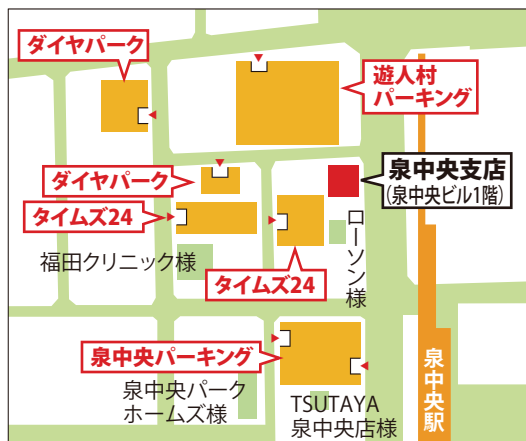 ダイヤパーク
遊人村
パーキング
泉中央支店
(泉中央ビル1階)
ダイヤパーク
タイムズ24
ローソン様
福田クリニック様
タイムズ24
泉中央パーキング
泉中央駅
泉中央パーク
ホームズ様
TSUTAYA
泉中央店様